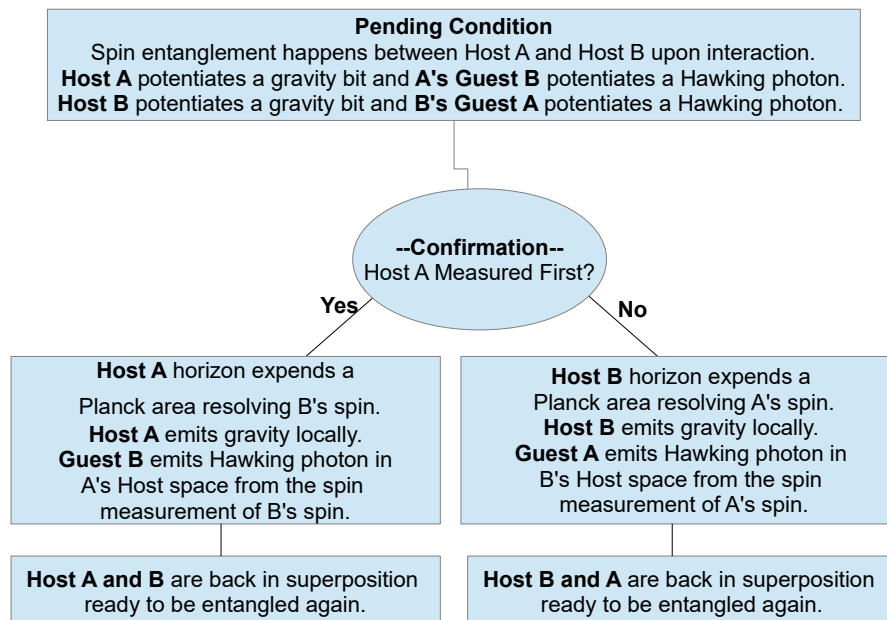 Pending Condition
Spin entanglement happens between Host A and Host B upon interaction.
Host A potentiates a gravity bit and A's Guest B potentiates a Hawking photon.
Host B potentiates a gravity bit and B's Guest A potentiates a Hawking photon.
--Confirmation--
Host A Measured First?
Yes
No
Host A horizon expends a
Planck area resolving B's spin.
Host A emits gravity locally.
Guest B emits Hawking photon in
A's Host space from the spin
measurement of B's spin.
Host B horizon expends a
Planck area resolving A's spin.
Host B emits gravity locally.
Guest A emits Hawking photon in
B's Host space from the spin
measurement of A's spin.
Host A and B are back in superposition
ready to be entangled again.
Host B and A are back in superposition
ready to be entangled again.